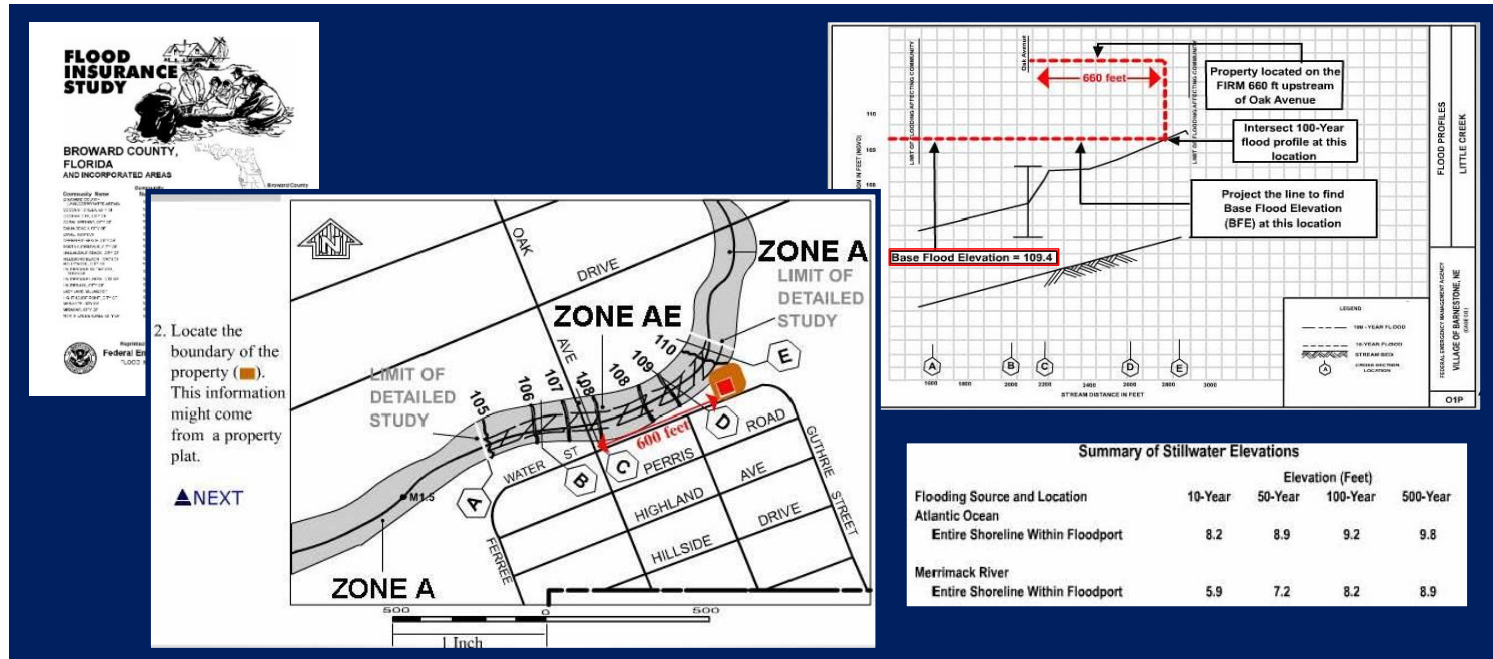 FLOOD
INSURANCE
STUDY
BROWARD COUNTY,
FLORIDA
AND INCORPORATED AREAS
Community Name
Broward County
Federal
2. Locate the
boundary of the
property ( ).
This information
might come
from a property
plat.
NEXT
N
OAK
DRIVE
ZONE A
LIMIT OF
DETAILED
STUDY
ZONE AE
AVE
110
E
LIMIT OF
DETAILED
STUDY
105
106
107
108
108
109
D
600 feet
ROAD
WATER ST
C
PERRIS
B
A
M1.5
HIGHLAND AVE
GUTHRIE STREET
HILLSIDE DRIVE
FERREE
ZONE A
500 0 500
1 Inch
LIMIT OF FLOODING AFFECTING COMMUNITY
Oak Avenue
660 feet
LIMIT OF FLOODING AFFECTING COMMUNITY
Property located on the
FIRM 660 ft upstream
of Oak Avenue
110
Intersect 100-Year
flood profile at this
location
109
108
IN FEET (NGVD)
Project the line to find
Base Flood Elevation
(BFE) at this location
Base Flood Elevation = 109.4
LEGEND
100 - YEAR FLOOD
10-YEAR FLOOD
STREAM BED
A CROSS SECTION
LOCATION
A B C D E
1600 1800 2000 2200 2400 2600 2800 3000
STREAM DISTANCE IN FEET
FLOOD PROFILES
LITTLE CREEK
FEDERAL EMERGENCY MANAGEMENT AGENCY
VILLAGE OF BARNESTONE, NE
O1P
Summary of Stillwater Elevations
Elevation (Feet)
Flooding Source and Location 10-Year 50-Year 100-Year 500-Year
Atlantic Ocean
Entire Shoreline Within Floodport 8.2 8.9 9.2 9.8
Merrimack River
Entire Shoreline Within Floodport 5.9 7.2 8.2 8.9